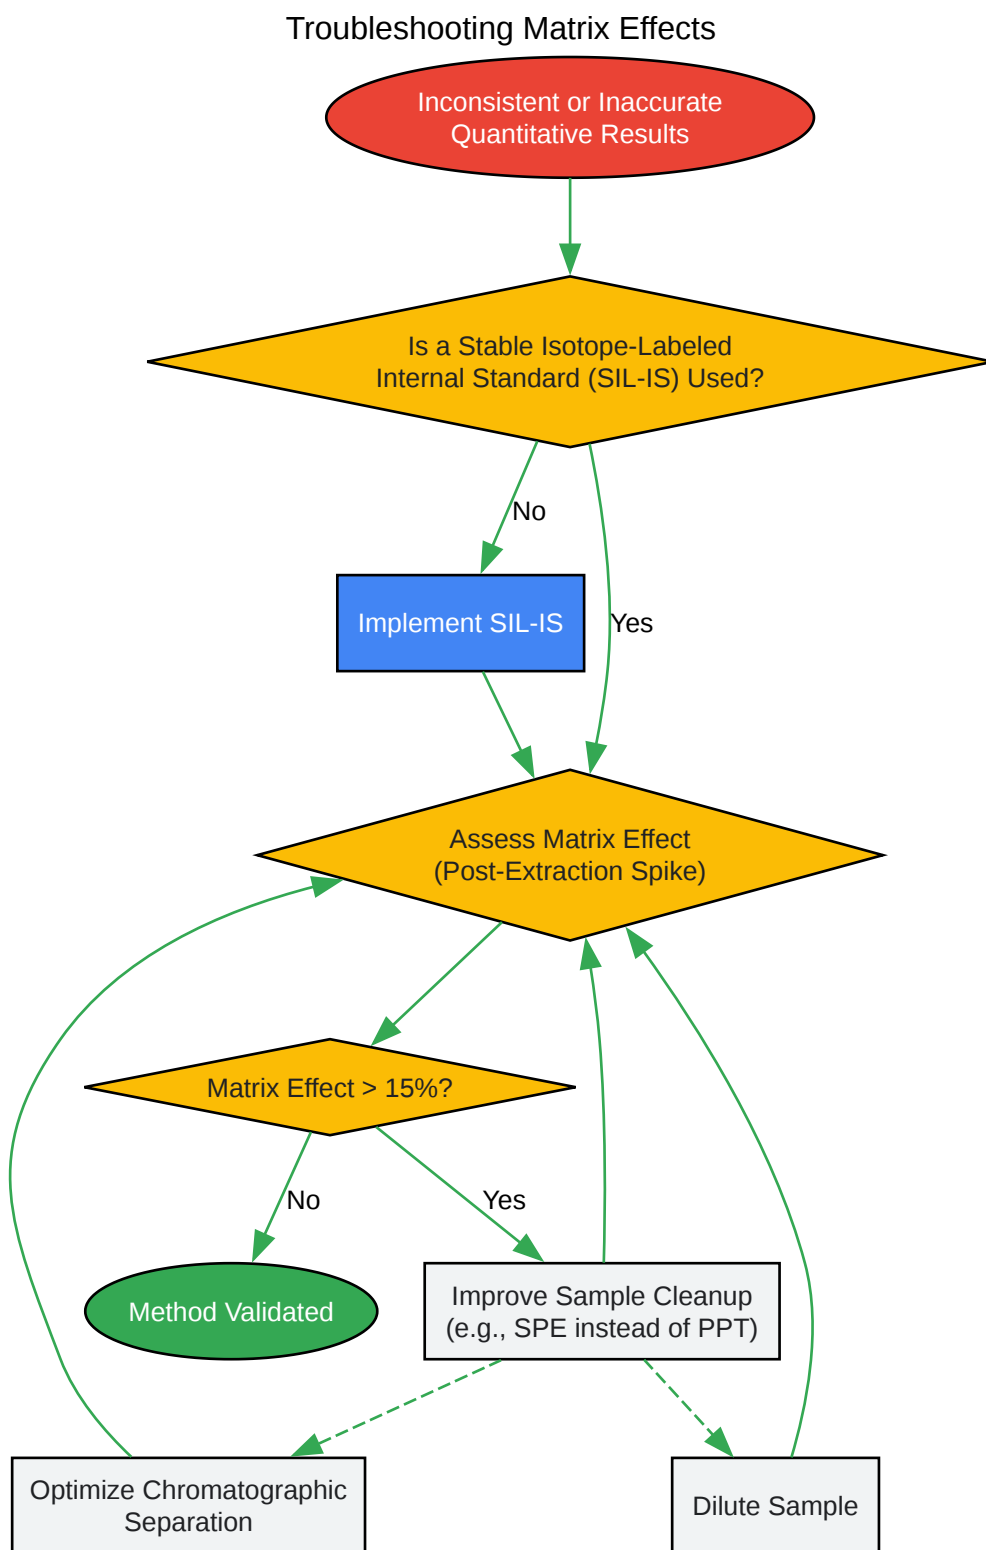 Troubleshooting Matrix Effects
Inconsistent or Inaccurate
Quantitative Results
Is a Stable Isotope-Labeled
Internal Standard (SIL-IS) Used?
No
Implement SIL-IS
Yes
Assess Matrix Effect
(Post-Extraction Spike)
Matrix Effect > 15%?
No
Yes
Method Validated
Improve Sample Cleanup
(e.g., SPE instead of PPT)
Optimize Chromatographic
Separation
Dilute Sample